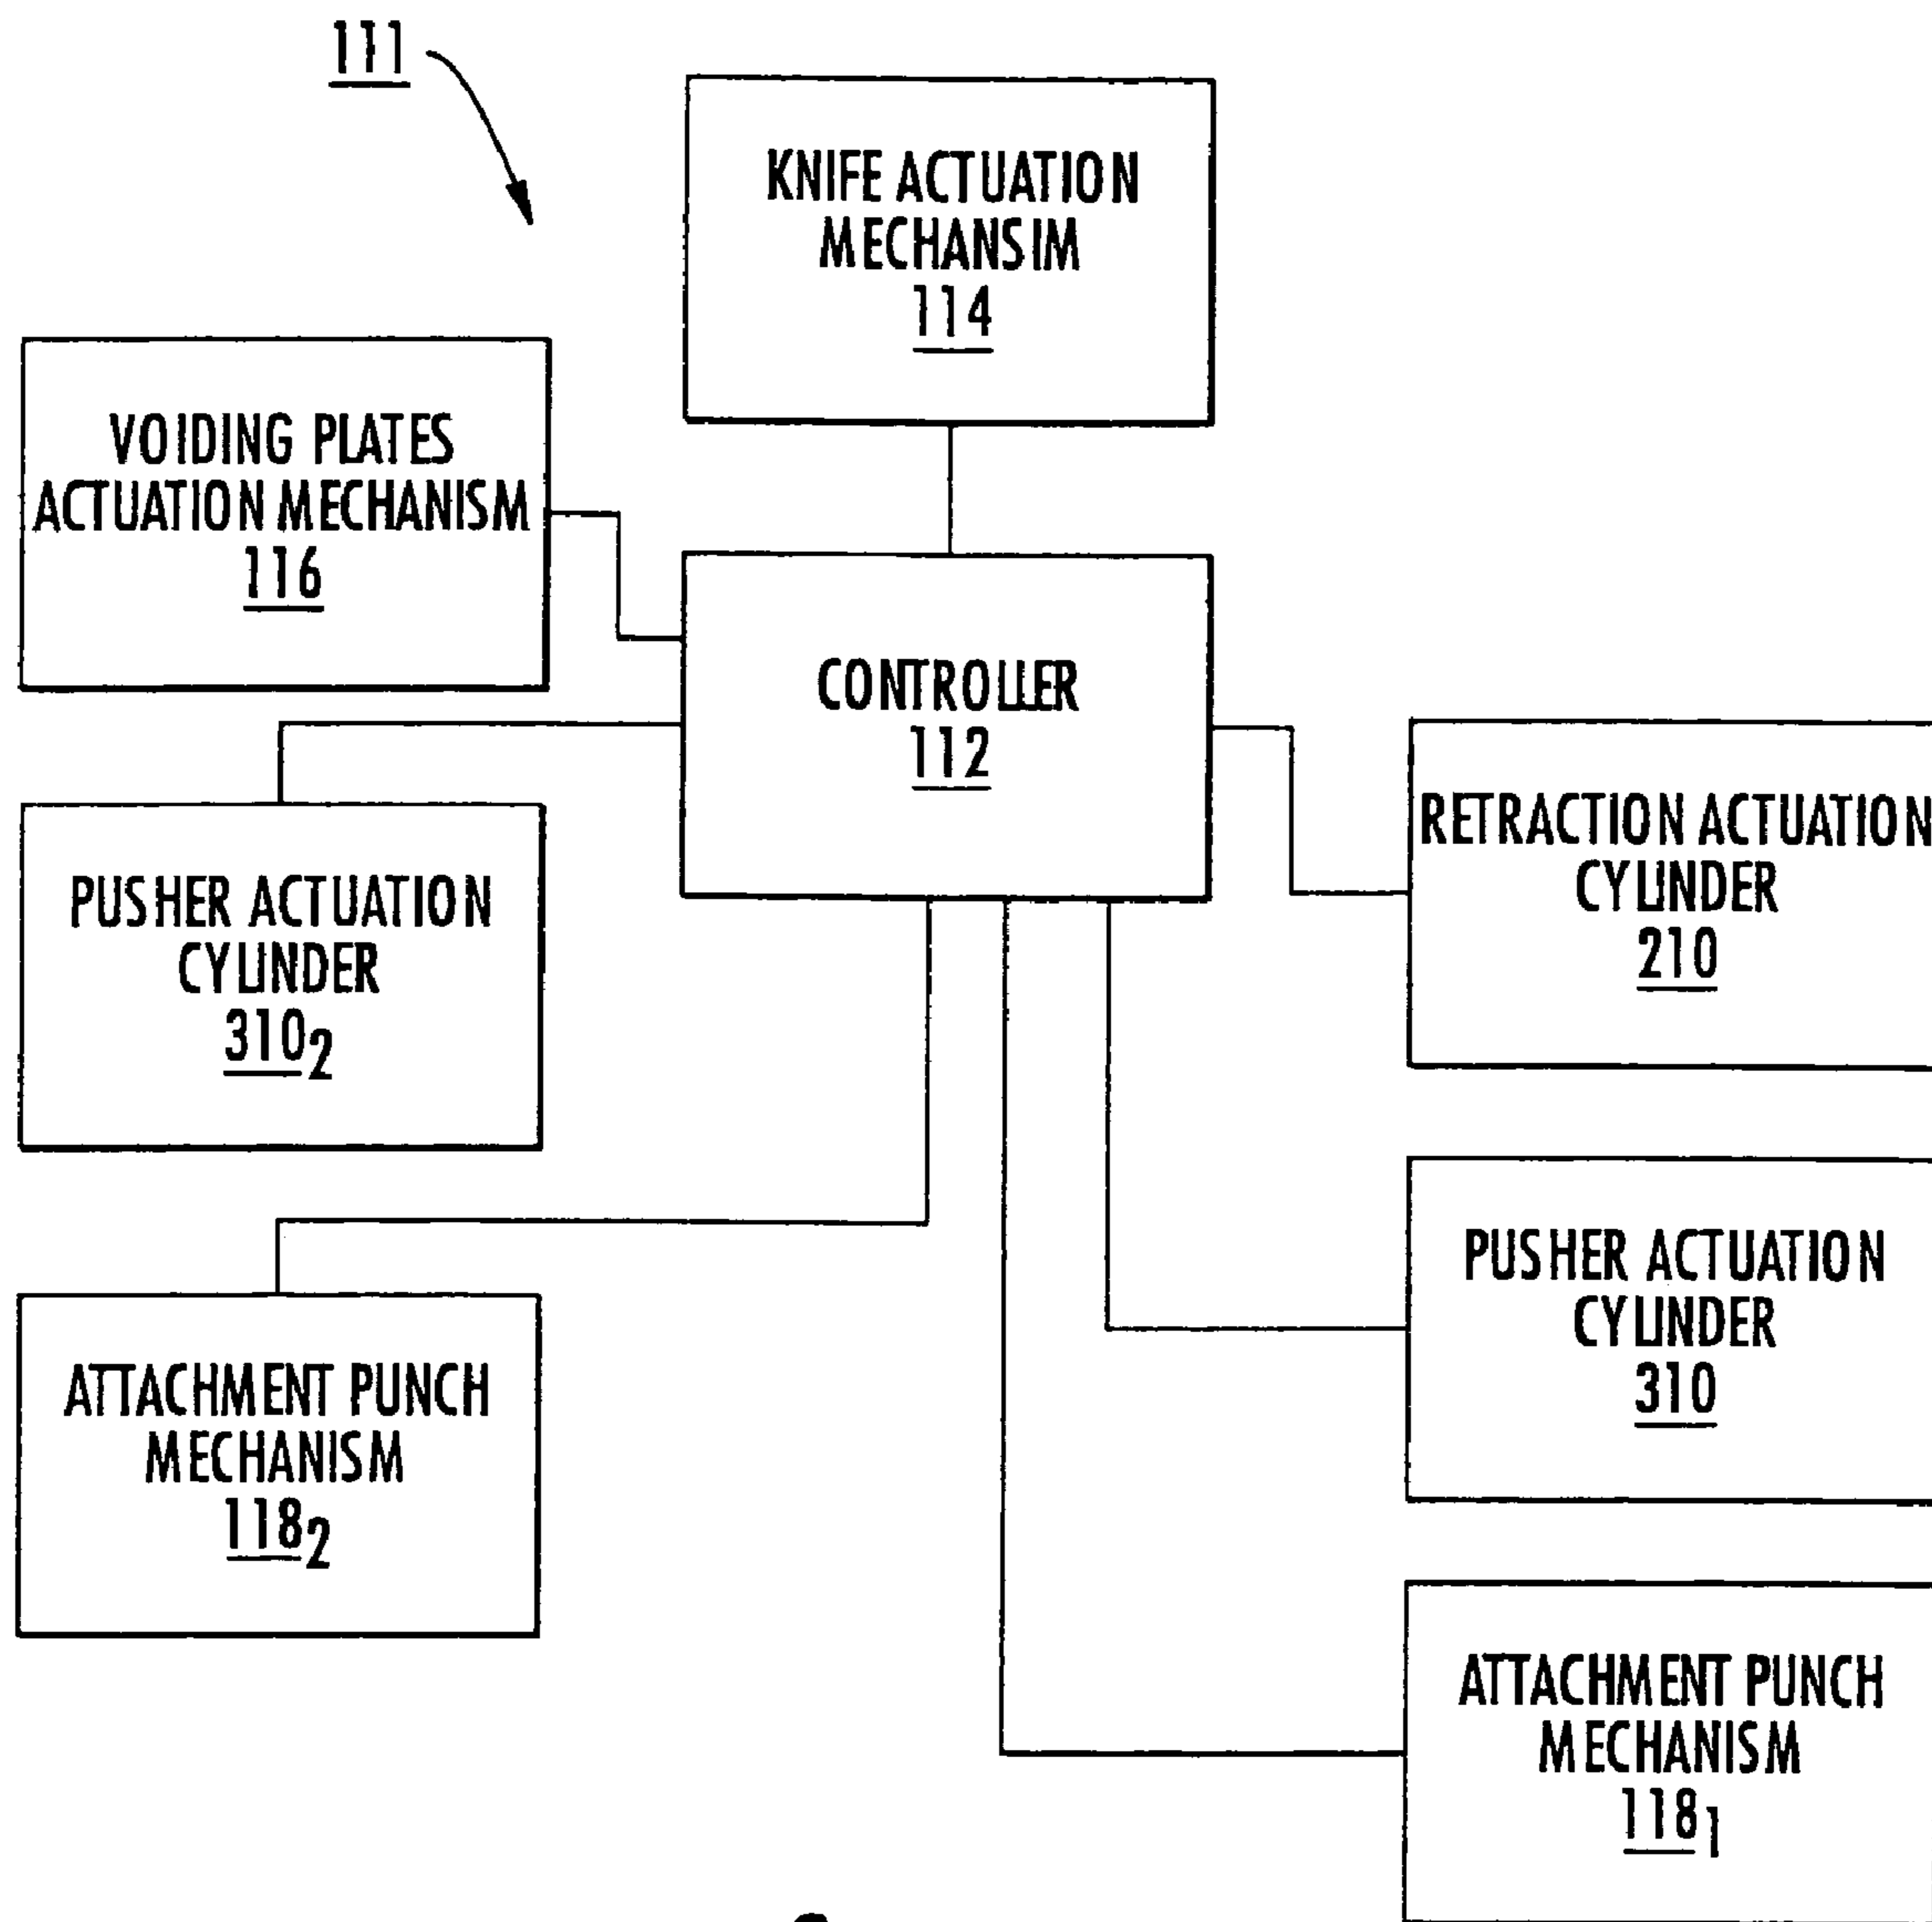 111
KNIFE ACTUATION
MECHANSIM
114
VOIDING PLATES
ACTUATION MECHANISM
116
CONTROLLER
112
RETRACTION ACTUATION
CYLINDER
210
PUSHER ACTUATION
CYLINDER
310₂
PUSHER ACTUATION
CYLINDER
310
ATTACHMENT PUNCH
MECHANISM
118₂
ATTACHMENT PUNCH
MECHANISM
118₁